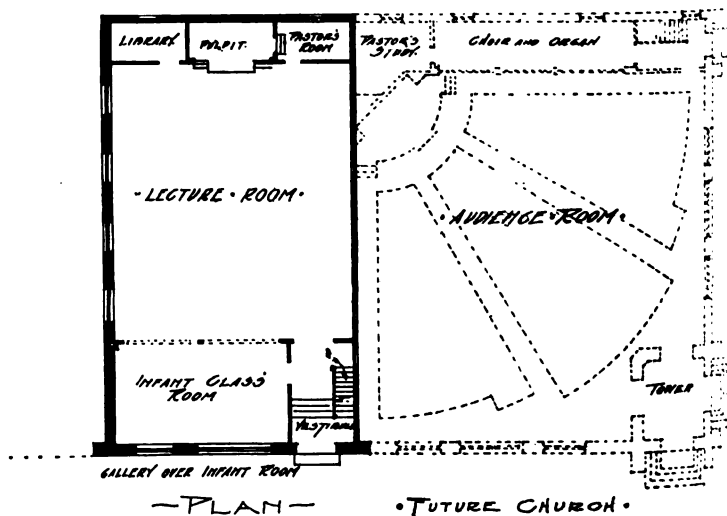 LIBRARY
PULPIT.
PASTOR'S
ROOM
PASTOR'S
STUDY.
CHOIR AND ORGAN
- LECTURE • ROOM •
• AUDIENCE • ROOM •
INFANT CLASS
ROOM
TOWER
VESTIBULE
GALLERY OVER INFANT ROOM
— PLAN —
• FUTURE CHURCH •